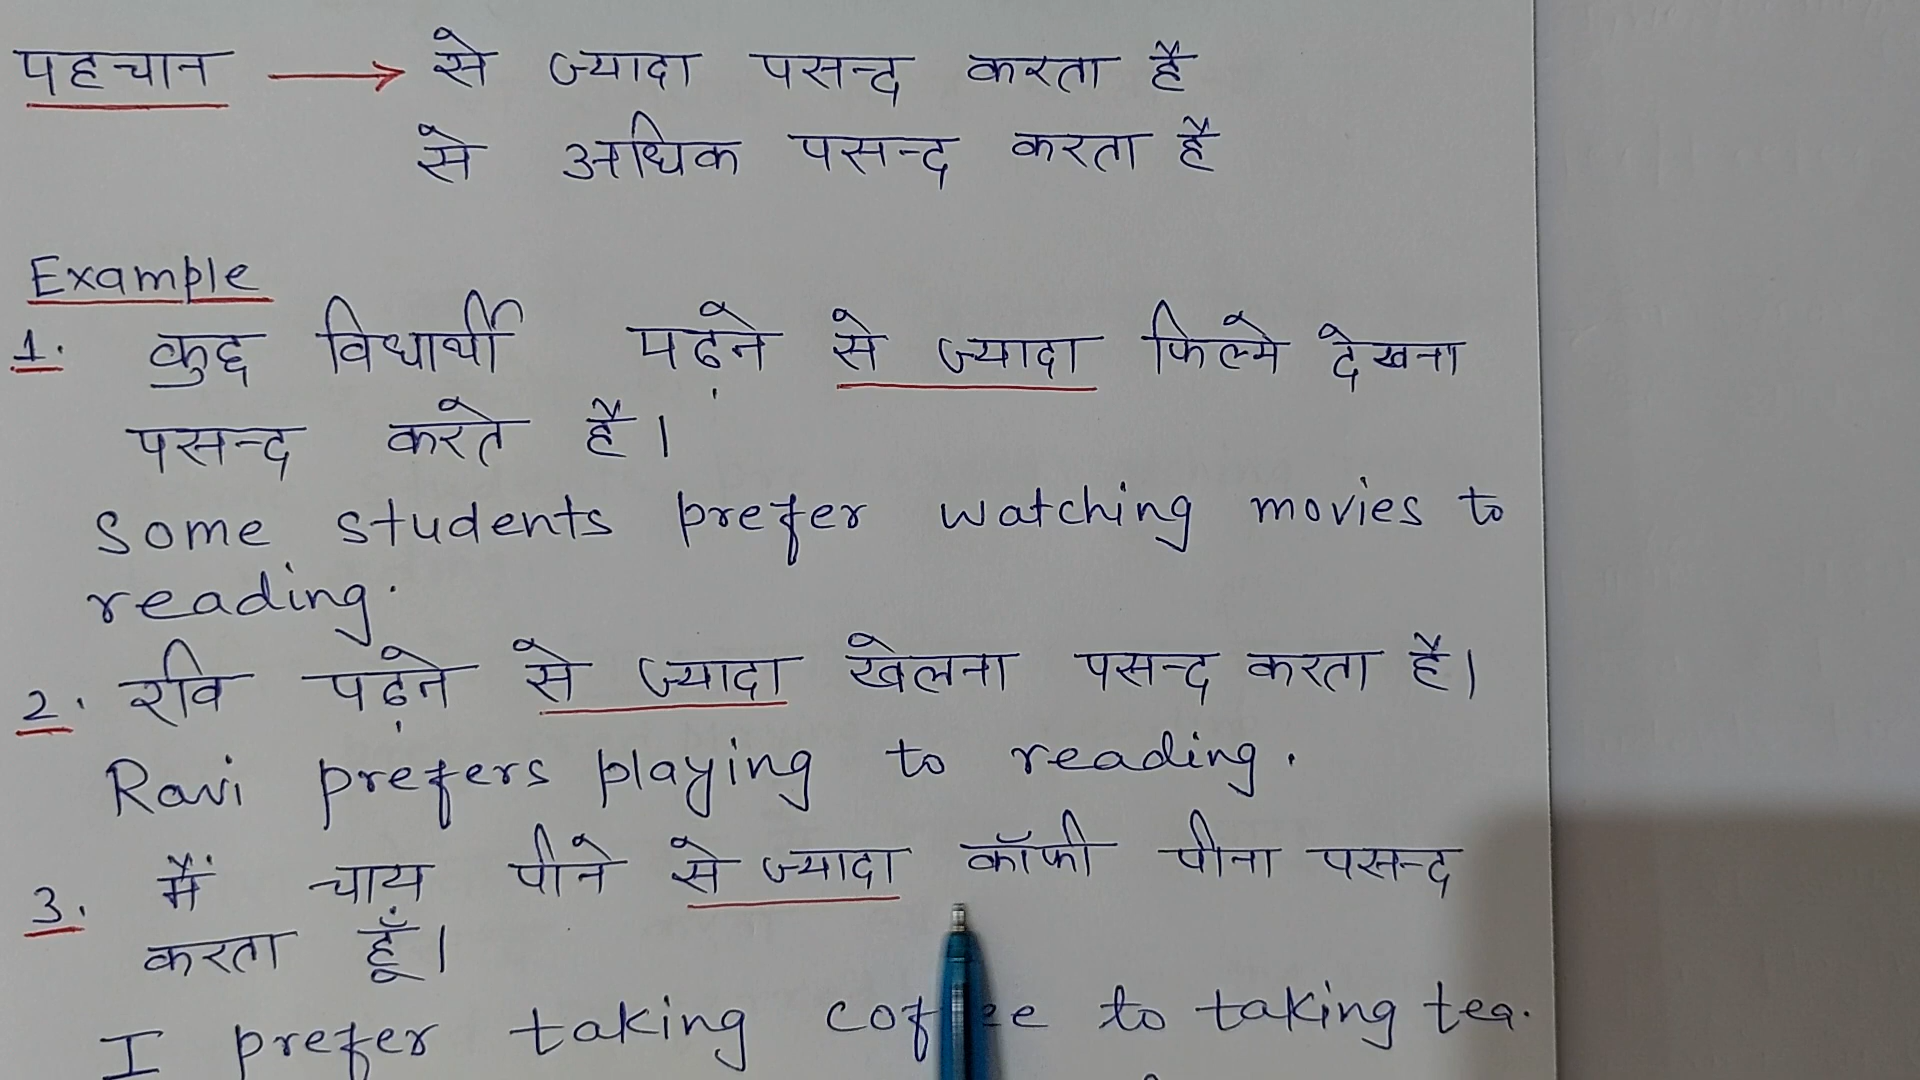 पहचान → से ज्यादा पसन्द करता है
से अधिक पसन्द करता है
Example
1. कुछ विद्यार्थी पढ़ने से ज्यादा फिल्मे देखना
पसन्द करते है।
Some students prefer watching movies to
reading.
2. रवि पढ़ने से ज्यादा खेलना पसन्द करता है।
Ravi prefers playing to reading.
3. मैं चाय पीने से ज्यादा कॉफी पीना पसन्द
करता हूँ।
I prefer taking coffee to taking tea.